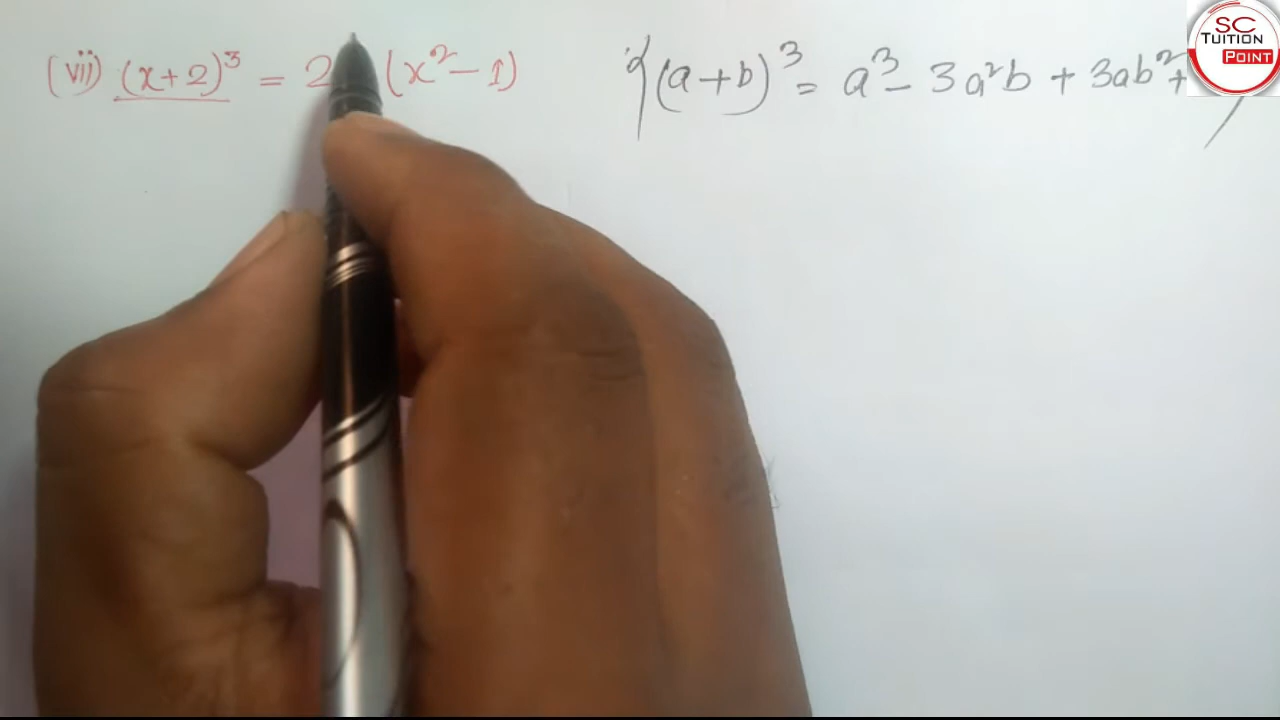 (vii) (x+2)³ = 2 (x²-1)
{(a+b)³ = a³ - 3a²b + 3ab² +
SC
TUITION
POINT